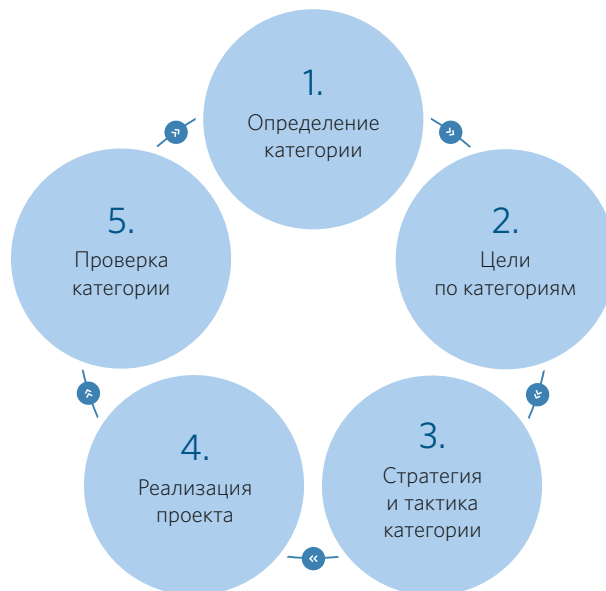 1.
Определение
категории
2.
Цели
по категориям
3.
Стратегия
и тактика
категории
4.
Реализация
проекта
5.
Проверка
категории